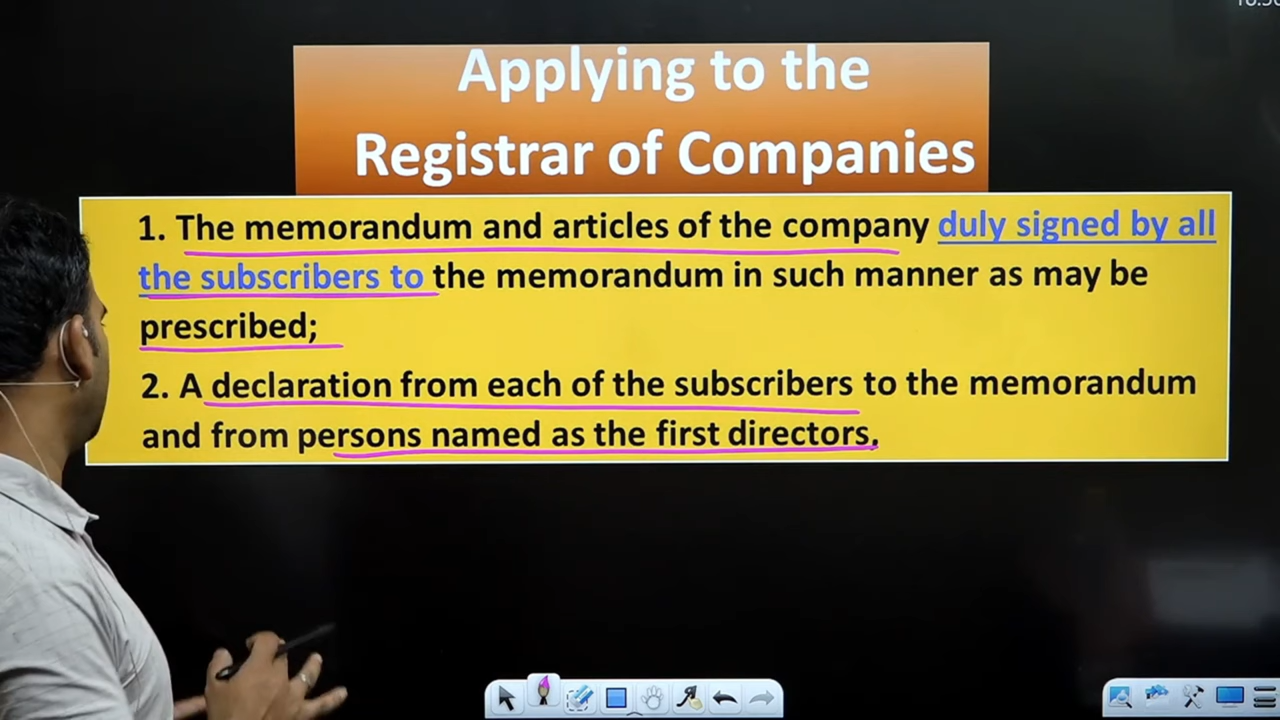 Applying to the
Registrar of Companies
1. The memorandum and articles of the company duly signed by all
the subscribers to the memorandum in such manner as may be
prescribed;
2. A declaration from each of the subscribers to the memorandum
and from persons named as the first directors,